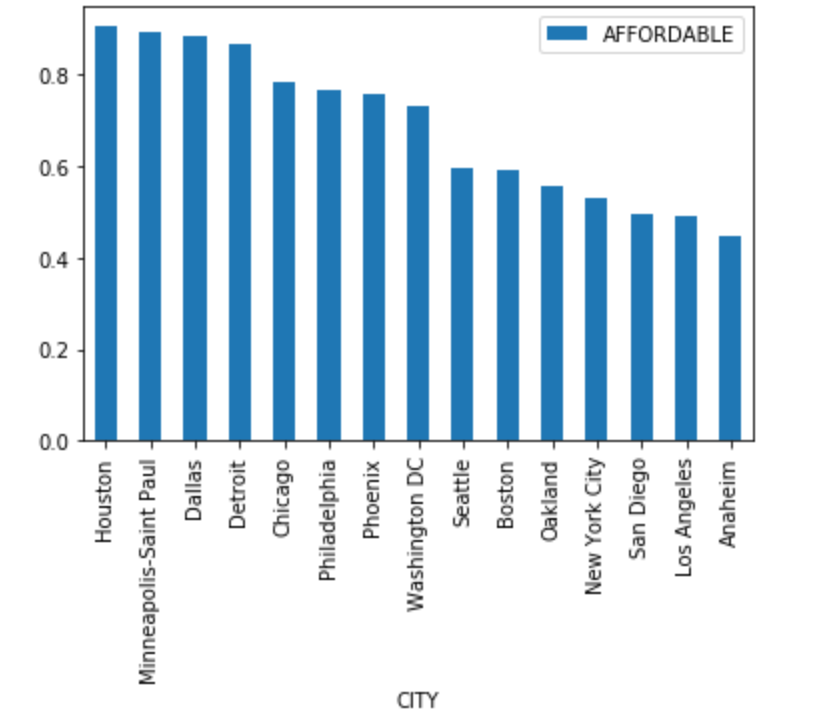 AFFORDABLE
0.8
0.6
0.4
0.2
0.0
Houston
Minneapolis-Saint Paul
Dallas
Detroit
Chicago
Philadelphia
Phoenix
Washington DC
Seattle
Boston
Oakland
New York City
San Diego
Los Angeles
Anaheim
CITY